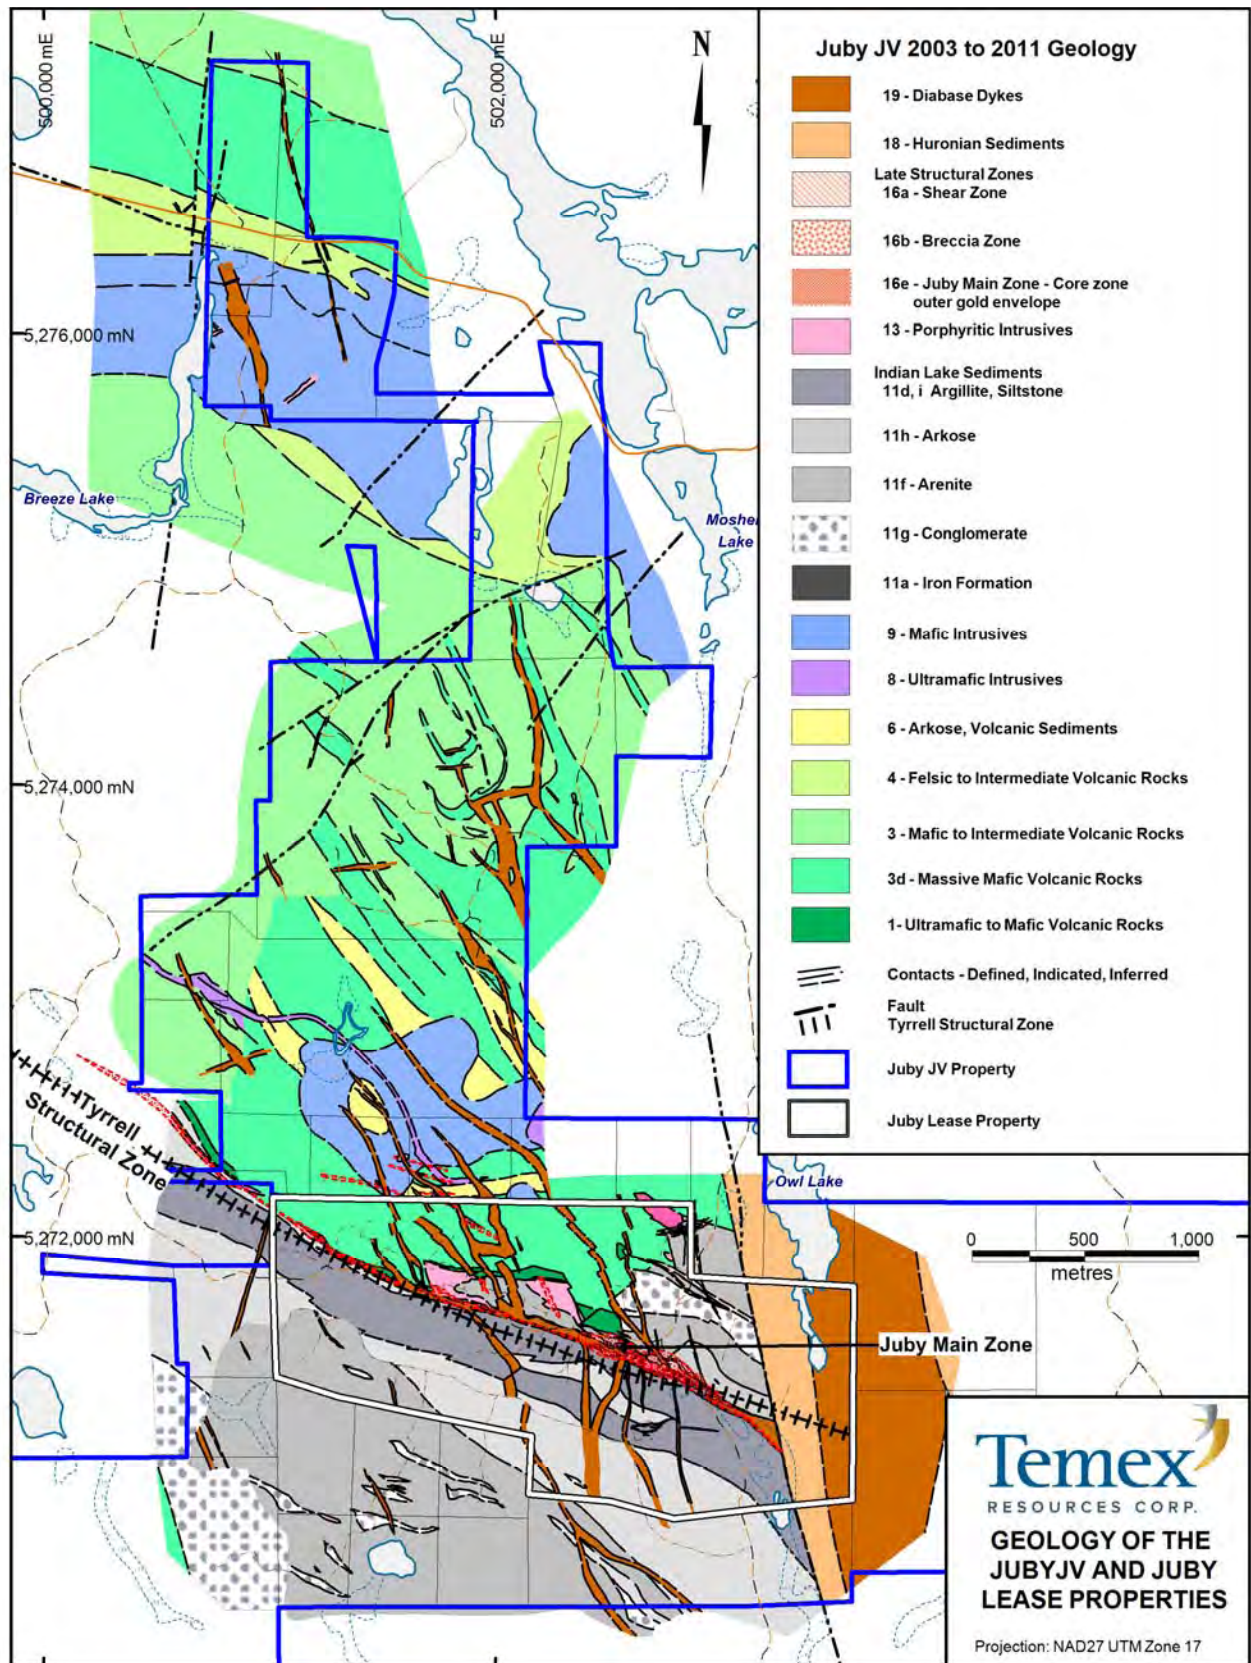 500,000 mE
502,000 mE
N
5,276,000 mN
Breeze Lake
Mosher
Lake
5,274,000 mN
Tyrrell
Structural Zone
5,272,000 mN
Owl Lake
0 500 1,000
metres
Juby Main Zone
Juby JV 2003 to 2011 Geology
19 - Diabase Dykes
18 - Huronian Sediments
Late Structural Zones
16a - Shear Zone
16b - Breccia Zone
16e - Juby Main Zone - Core zone
outer gold envelope
13 - Porphyritic Intrusives
Indian Lake Sediments
11d, i Argillite, Siltstone
11h - Arkose
11f - Arenite
11g - Conglomerate
11a - Iron Formation
9 - Mafic Intrusives
8 - Ultramafic Intrusives
6 - Arkose, Volcanic Sediments
4 - Felsic to Intermediate Volcanic Rocks
3 - Mafic to Intermediate Volcanic Rocks
3d - Massive Mafic Volcanic Rocks
1- Ultramafic to Mafic Volcanic Rocks
Contacts - Defined, Indicated, Inferred
Fault
Tyrrell Structural Zone
Juby JV Property
Juby Lease Property
Temex
RESOURCES CORP.
GEOLOGY OF THE
JUBYJV AND JUBY
LEASE PROPERTIES
Projection: NAD27 UTM Zone 17